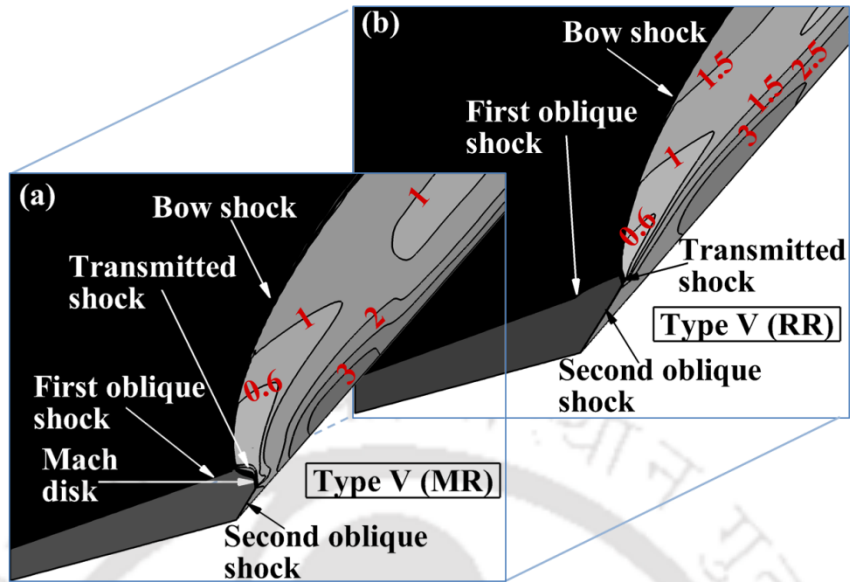 (a)
Bow shock
Transmitted
shock
First oblique
shock
Mach
disk
Second oblique
shock
Type V (MR)
1
1
2
0.6
3
(b)
Bow shock
First oblique
shock
Transmitted
shock
Second oblique
shock
Type V (RR)
1.5
2.5
1.5
3
1
0.6